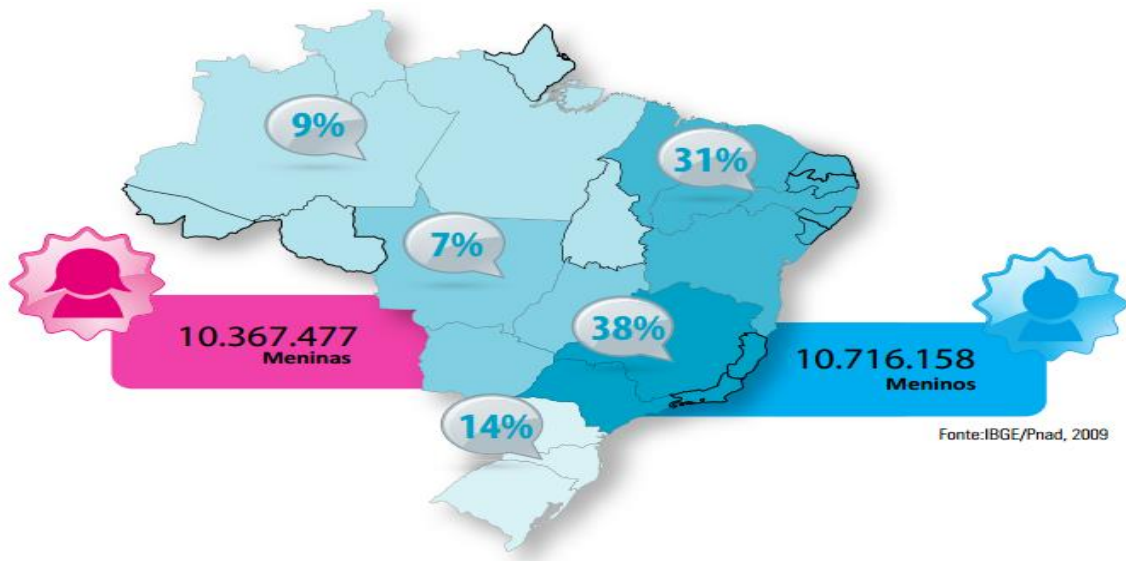 9%
31%
7%
38%
10.367.477
Meninas
10.716.158
Meninos
14%
Fonte:IBGE/Pnad, 2009